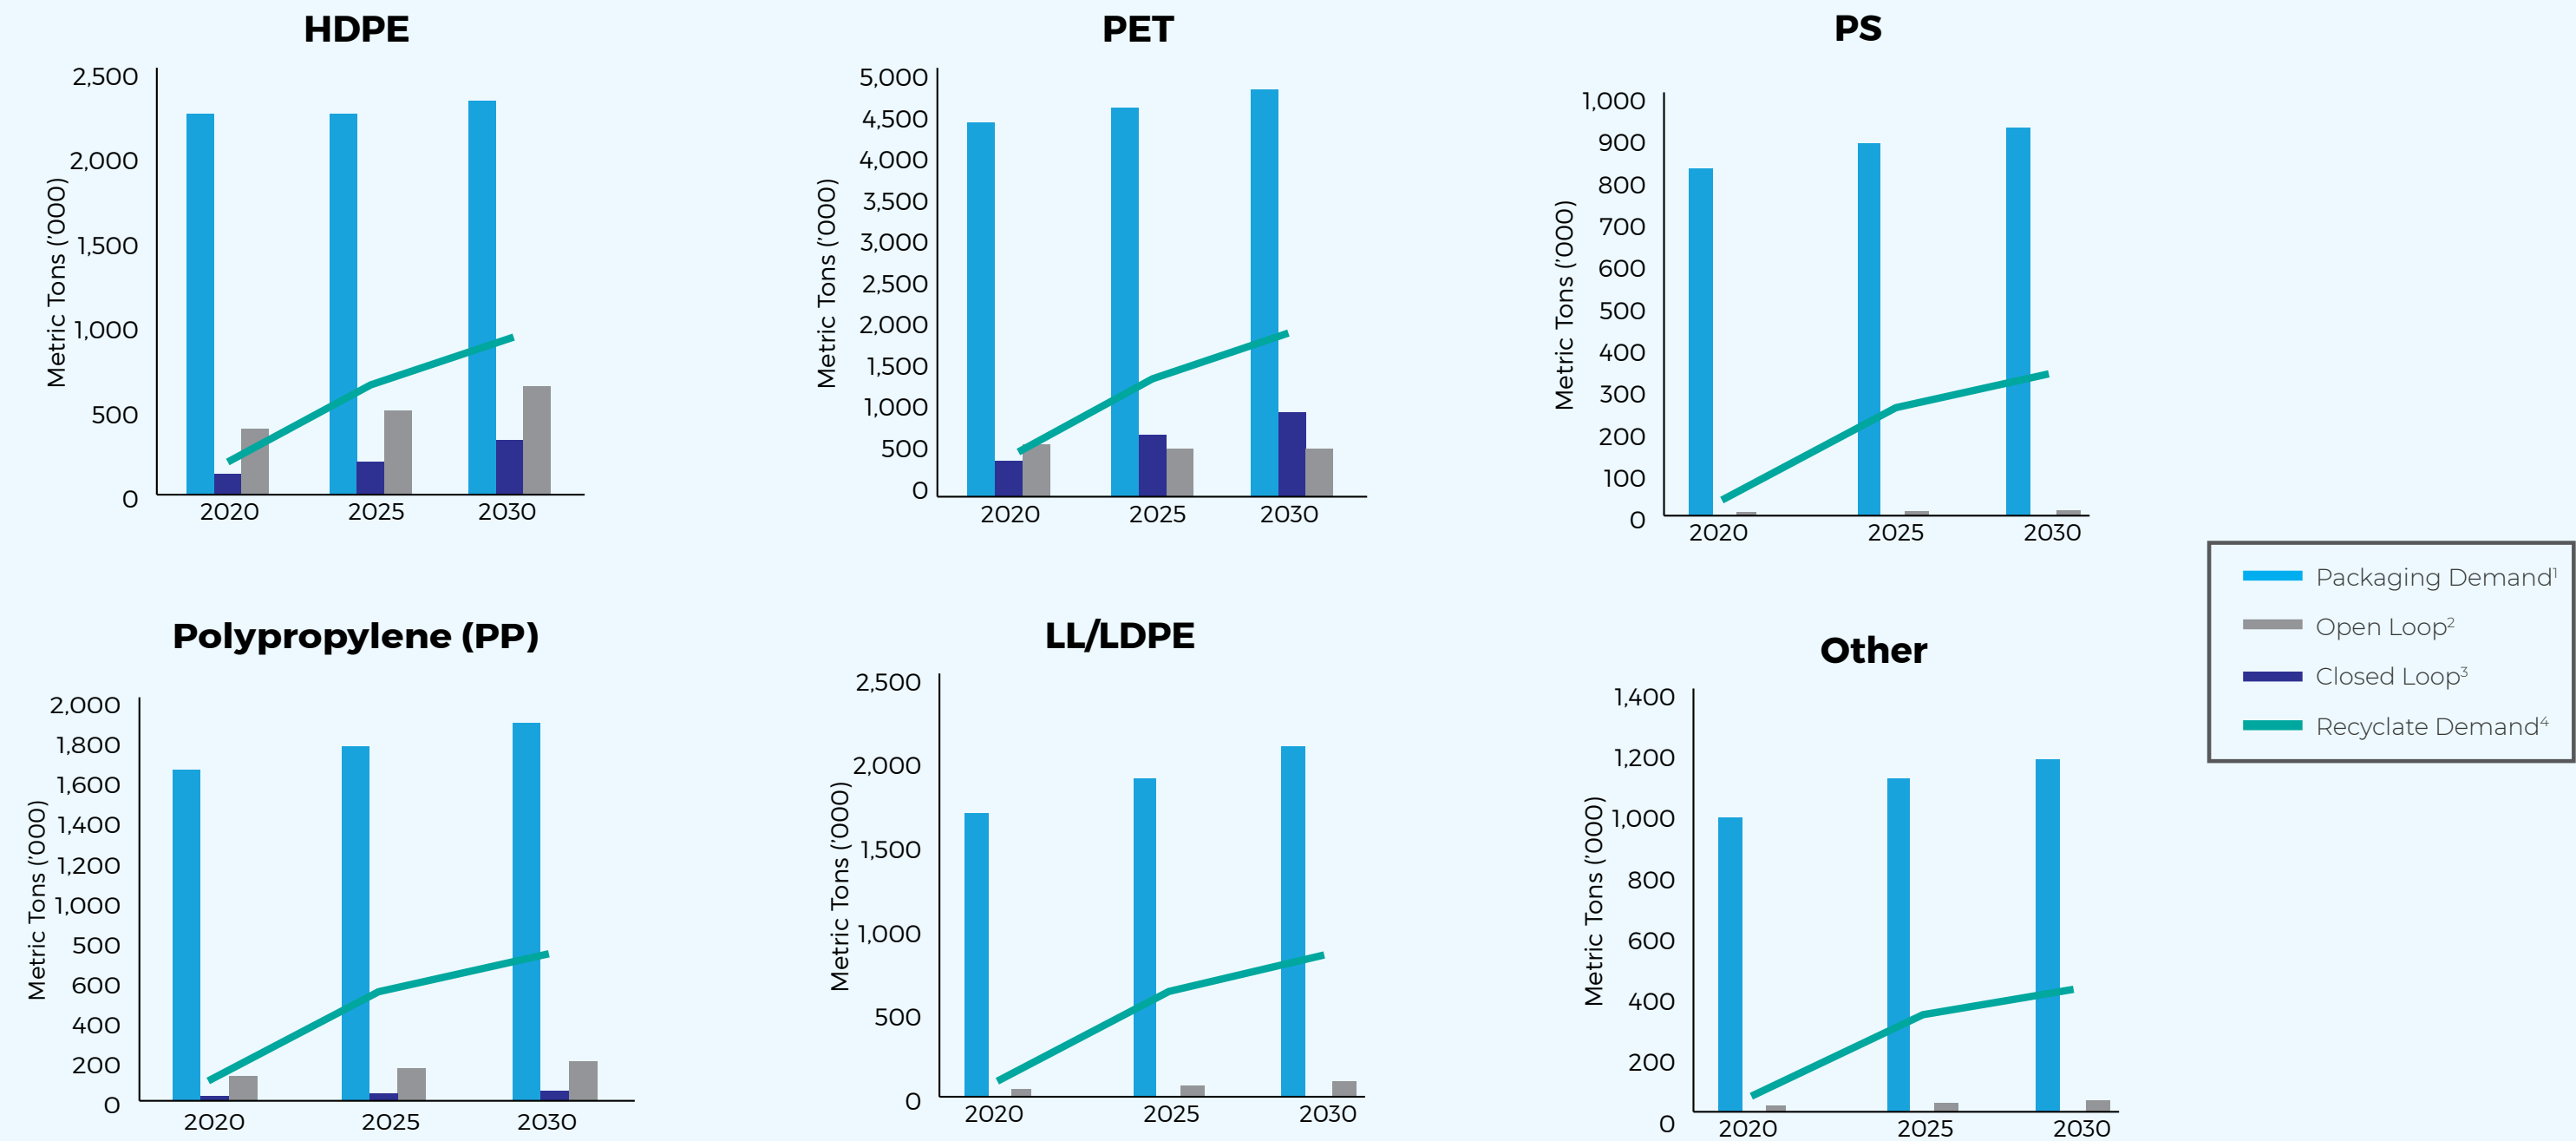 HDPE
2,500
2,000
1,500
1,000
500
0
Metric Tons ('000)
2020 2025 2030
PET
5,000
4,500
4,000
3,500
3,000
2,500
2,000
1,500
1,000
500
0
Metric Tons ('000)
2020 2025 2030
PS
1,000
900
800
700
600
500
400
300
200
100
0
Metric Tons ('000)
2020 2025 2030
Packaging Demand¹
Open Loop²
Closed Loop³
Recyclate Demand⁴
Polypropylene (PP)
2,000
1,800
1,600
1,400
1,200
1,000
500
600
400
200
0
Metric Tons ('000)
2020 2025 2030
LL/LDPE
2,500
2,000
1,500
1,000
500
0
Metric Tons ('000)
2020 2025 2030
Other
1,400
1,200
1,000
800
600
400
200
0
Metric Tons ('000)
2020 2025 2030